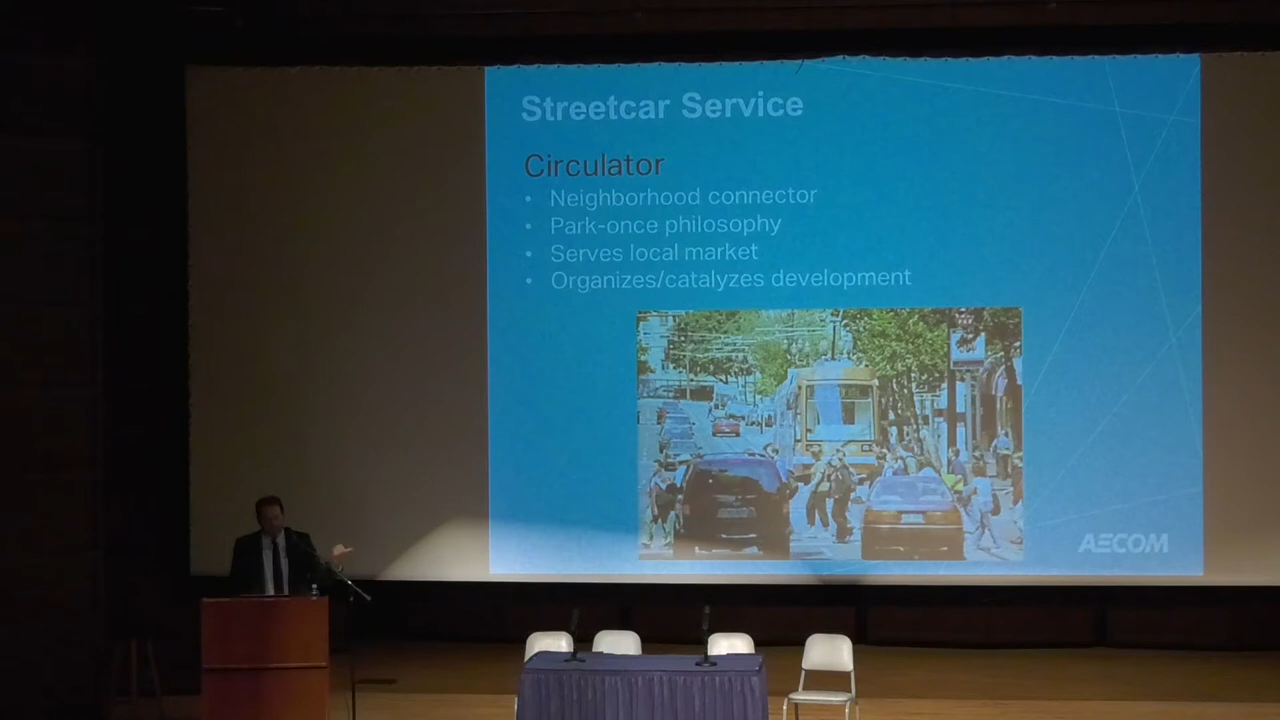 Streetcar Service
Circulator
• Neighborhood connector
• Park-once philosophy
• Serves local market
• Organizes/catalyzes development
AECOM